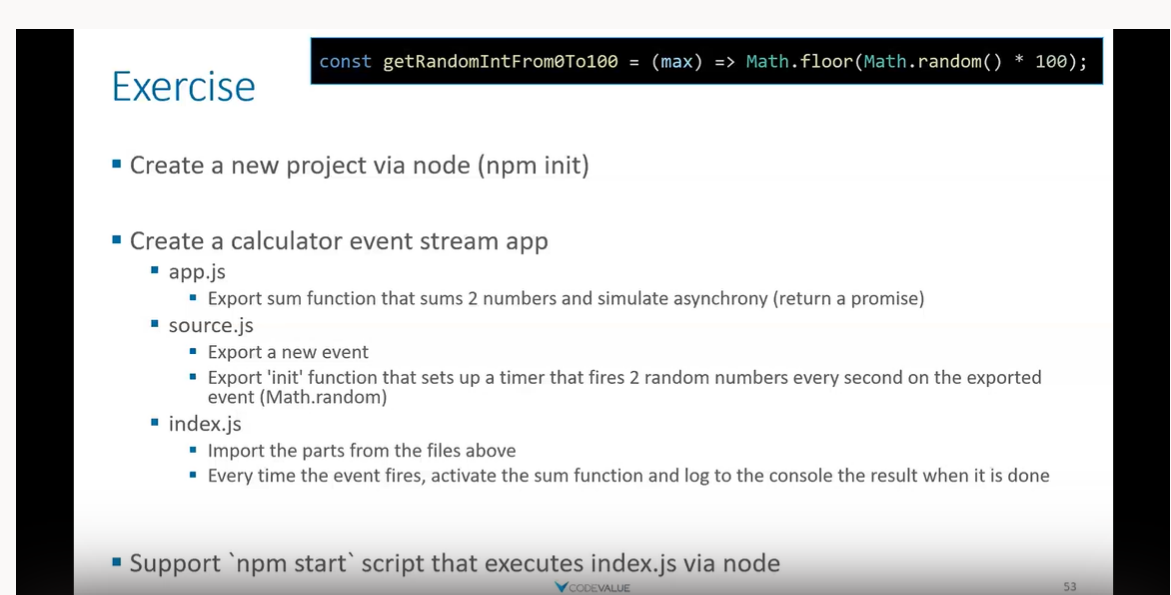 const getRandomIntFrom0To100 = (max) => Math.floor(Math.random() * 100);
Exercise
▪ Create a new project via node (npm init)
▪ Create a calculator event stream app
▪ app.js
▪ Export sum function that sums 2 numbers and simulate asynchrony (return a promise)
▪ source.js
▪ Export a new event
▪ Export 'init' function that sets up a timer that fires 2 random numbers every second on the exported
event (Math.random)
▪ index.js
▪ Import the parts from the files above
▪ Every time the event fires, activate the sum function and log to the console the result when it is done
▪ Support `npm start` script that executes index.js via node
CODEVALUE
53